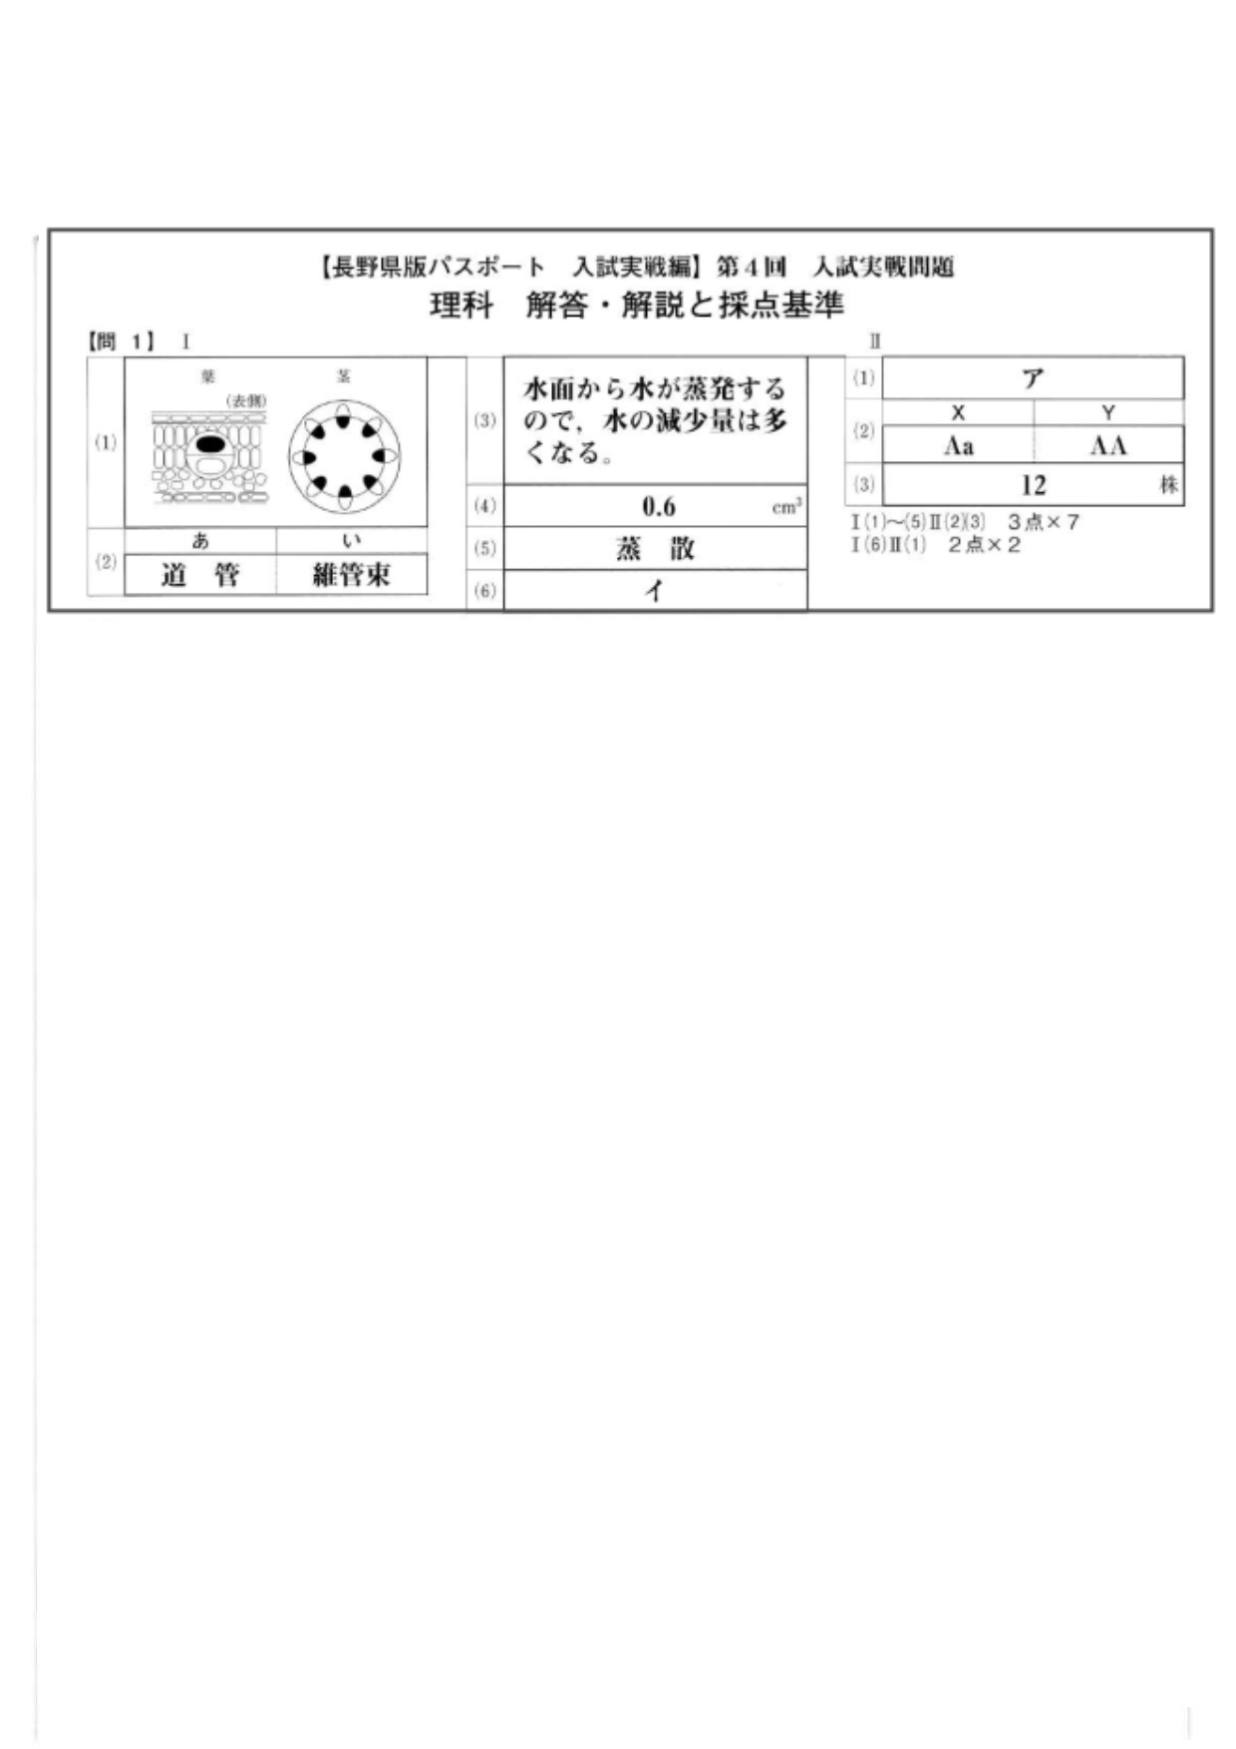 【長野県版パスポート　入試実戦編】第４回　入試実戦問題
理科　解答・解説と採点基準
【問 1】 Ⅰ
(1)
葉 茎
(表側)
(2)
あ い
道　管 維管束
(3)
水面から水が蒸発する
ので，水の減少量は多
くなる。
(4) 0.6 cm³
(5) 蒸　散
(6) イ
Ⅱ
(1) ア
(2)
X Y
Aa AA
(3) 12 株
Ⅰ(1)～(5)Ⅱ(2)(3)　３点×７
Ⅰ(6)Ⅱ(1)　２点×２